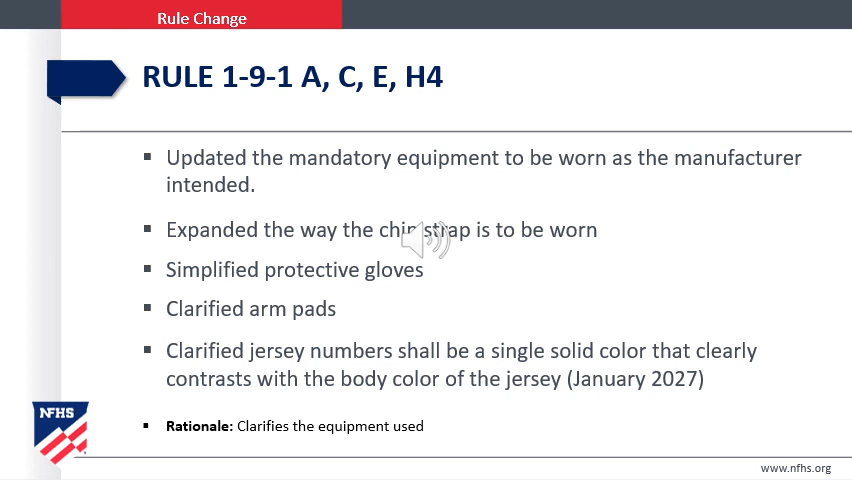 Rule Change
RULE 1-9-1 A, C, E, H4
▪ Updated the mandatory equipment to be worn as the manufacturer
intended.
▪ Expanded the way the chin strap is to be worn
▪ Simplified protective gloves
▪ Clarified arm pads
▪ Clarified jersey numbers shall be a single solid color that clearly
contrasts with the body color of the jersey (January 2027)
▪ Rationale: Clarifies the equipment used
NFHS
www.nfhs.org